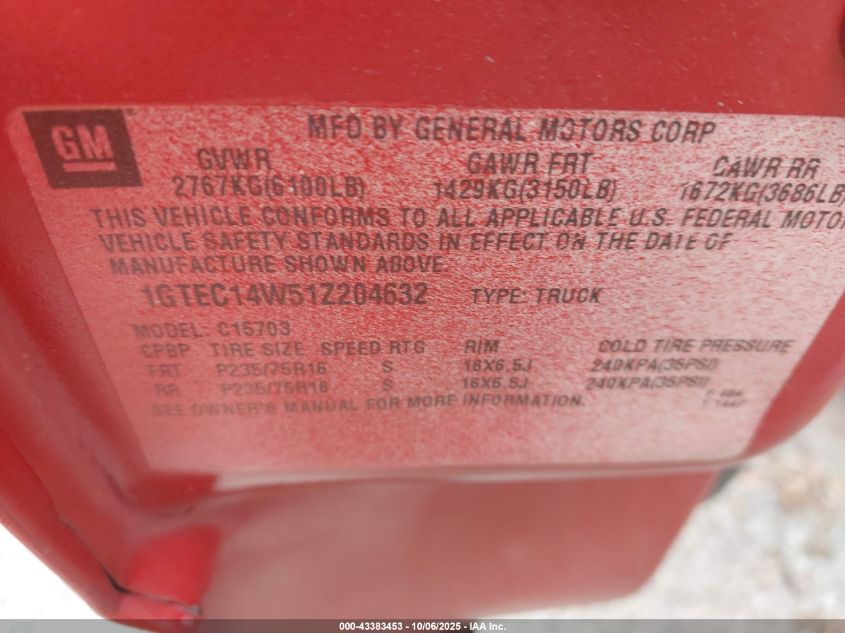 GM
MFD BY GENERAL MOTORS CORP
GVWR GAWR FRT GAWR RR
2767KG(6100LB) 1429KG(3150LB) 1672KG(3686LB)
THIS VEHICLE CONFORMS TO ALL APPLICABLE U.S. FEDERAL MOTOR
VEHICLE SAFETY STANDARDS IN EFFECT ON THE DATE OF
MANUFACTURE SHOWN ABOVE.
1GTEC14W51Z204632 TYPE: TRUCK
MODEL: C15703
CPBP TIRE SIZE SPEED RTG RIM COLD TIRE PRESSURE
FRT P235/75R16 S 16X6.5J 240KPA(35PSI)
RR P235/75R16 S 16X6.5J 240KPA(35PSI)
SEE OWNER'S MANUAL FOR MORE INFORMATION.
000-43383453 - 10/06/2025 - IAA Inc.